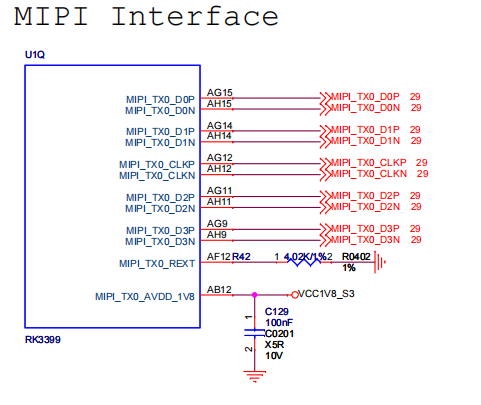 MIPI Interface
U1Q
MIPI_TX0_D0P AG15 MIPI_TX0_D0P 29
MIPI_TX0_D0N AH15 MIPI_TX0_D0N 29
MIPI_TX0_D1P AG14 MIPI_TX0_D1P 29
MIPI_TX0_D1N AH14 MIPI_TX0_D1N 29
MIPI_TX0_CLKP AG12 MIPI_TX0_CLKP 29
MIPI_TX0_CLKN AH12 MIPI_TX0_CLKN 29
MIPI_TX0_D2P AG11 MIPI_TX0_D2P 29
MIPI_TX0_D2N AH11 MIPI_TX0_D2N 29
MIPI_TX0_D3P AG9 MIPI_TX0_D3P 29
MIPI_TX0_D3N AH9 MIPI_TX0_D3N 29
MIPI_TX0_REXT AF12 R42 1 4.02K/1% 2 R0402
1%
MIPI_TX0_AVDD_1V8 AB12 VCC1V8_S3
C129
1 100nF
C0201
2 X5R
10V
RK3399